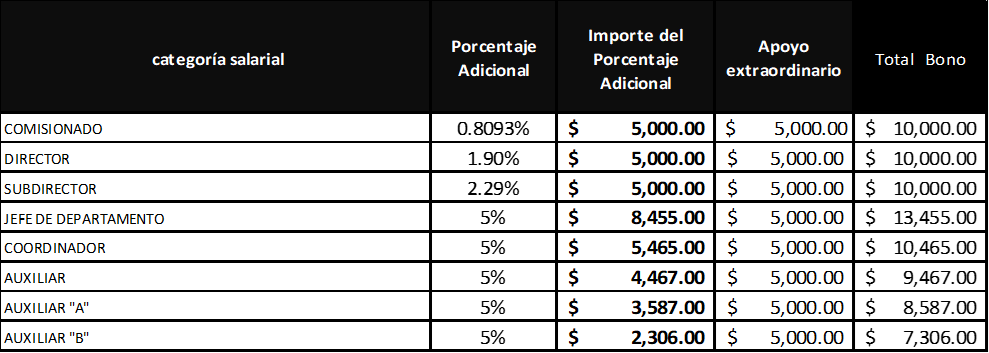 categoría salarial Porcentaje Adicional Importe del Porcentaje Adicional Apoyo extraordinario Total Bono
COMISIONADO 0.8093% $ 5,000.00 $ 5,000.00 $ 10,000.00
DIRECTOR 1.90% $ 5,000.00 $ 5,000.00 $ 10,000.00
SUBDIRECTOR 2.29% $ 5,000.00 $ 5,000.00 $ 10,000.00
JEFE DE DEPARTAMENTO 5% $ 8,455.00 $ 5,000.00 $ 13,455.00
COORDINADOR 5% $ 5,465.00 $ 5,000.00 $ 10,465.00
AUXILIAR 5% $ 4,467.00 $ 5,000.00 $ 9,467.00
AUXILIAR "A" 5% $ 3,587.00 $ 5,000.00 $ 8,587.00
AUXILIAR "B" 5% $ 2,306.00 $ 5,000.00 $ 7,306.00